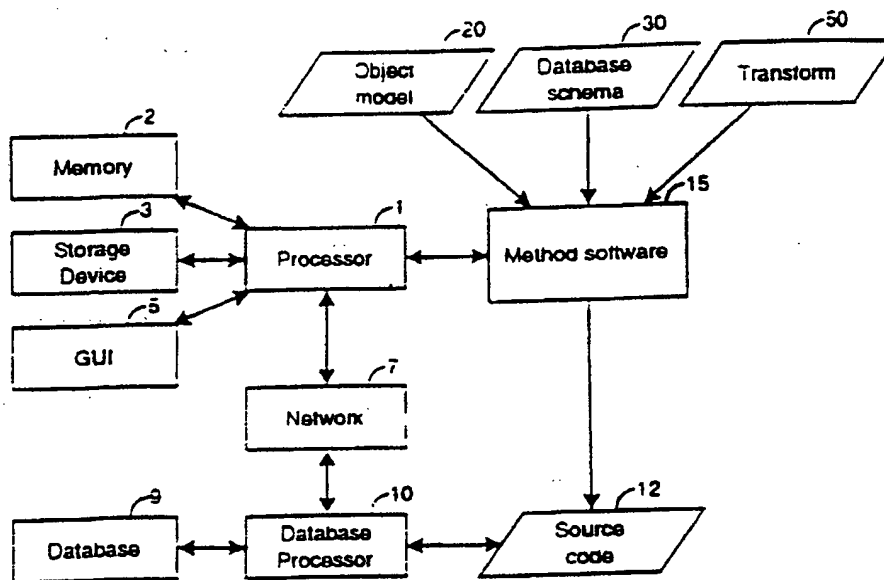 20
30
50
Object
model
Database
schema
Transform
2
Memory
15
1
3
Storage
Device
Processor
Method software
5
GUI
7
Network
9
10
12
Database
Database
Processor
Source
code